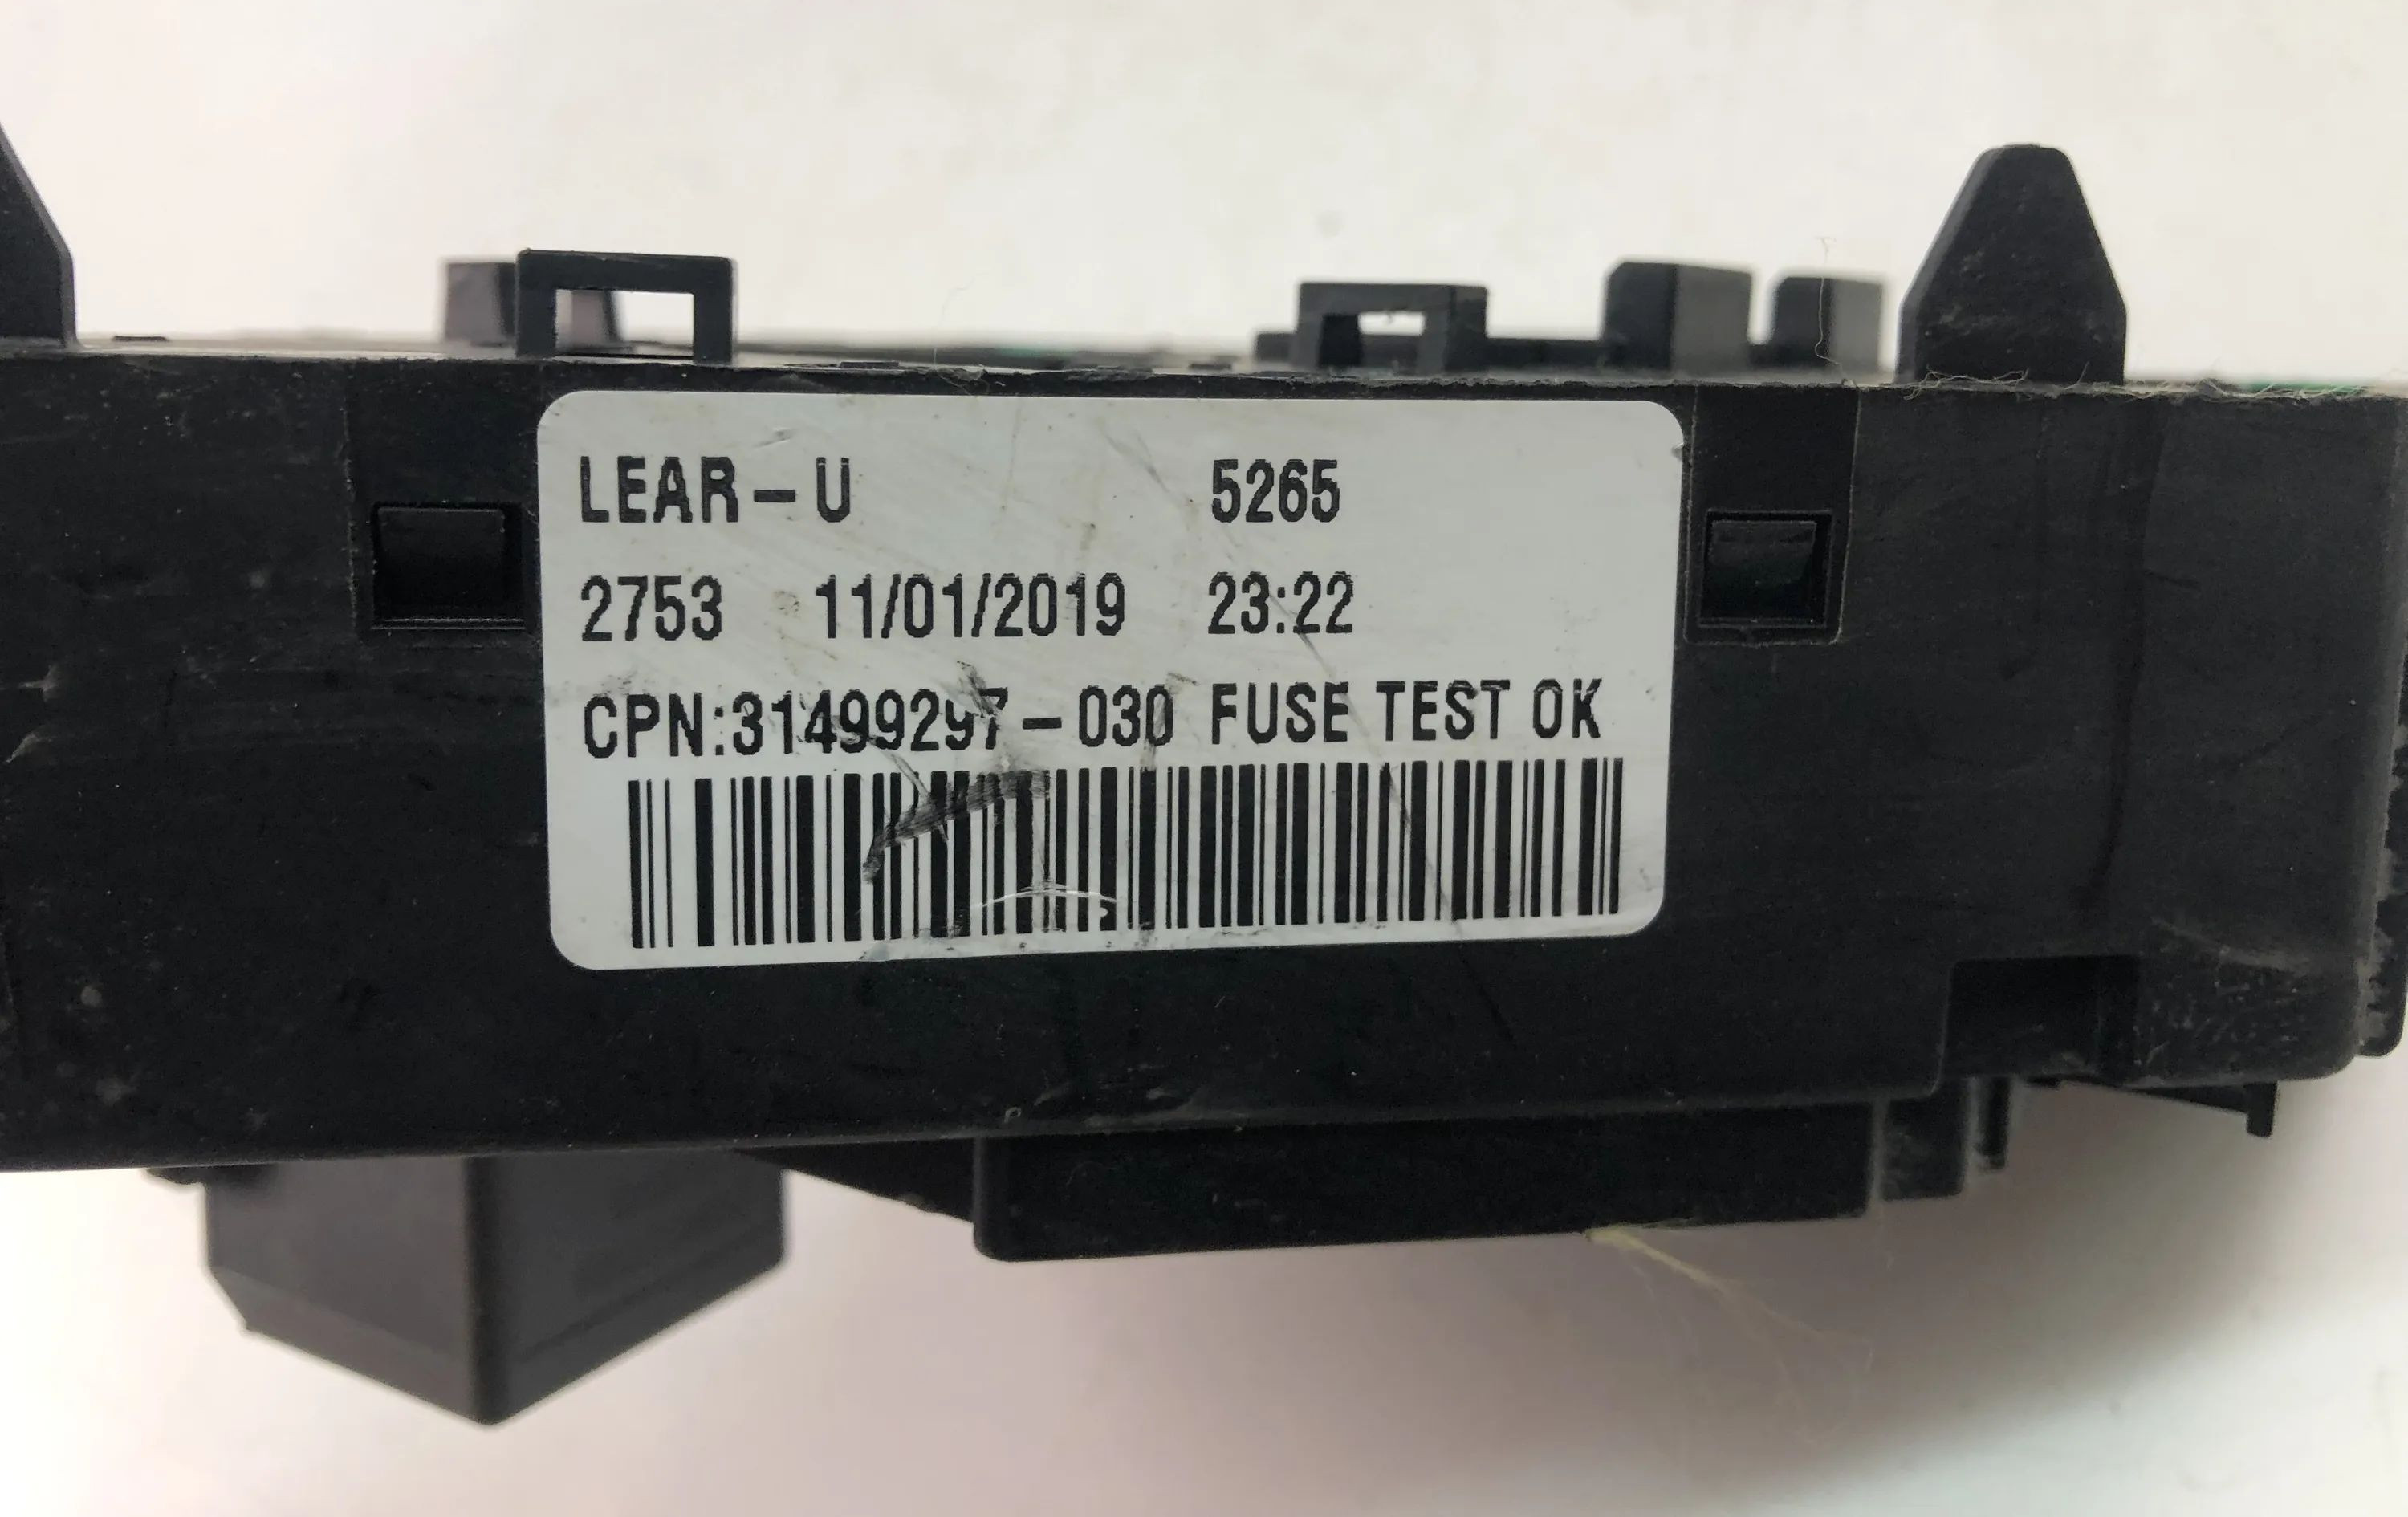 LEAR-U 5265
2753 11/01/2019 23:22
CPN:31499297-030 FUSE TEST OK